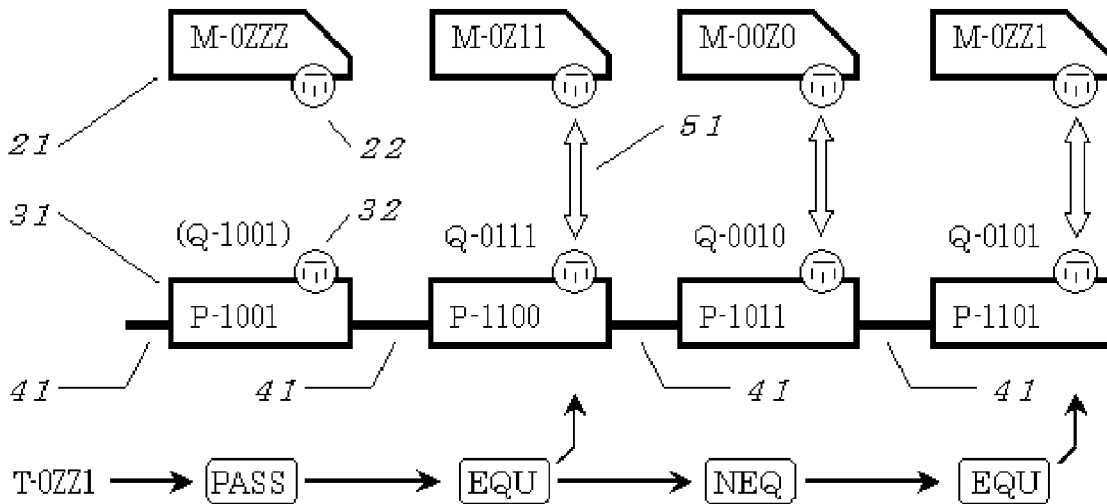 M-0ZZZ M-0Z11 M-00Z0 M-0ZZ1
21 22 51
31 32
(Q-1001) Q-0111 Q-0010 Q-0101
P-1001 P-1100 P-1011 P-1101
41 41 41 41
T-0ZZ1 PASS EQU NEQ EQU